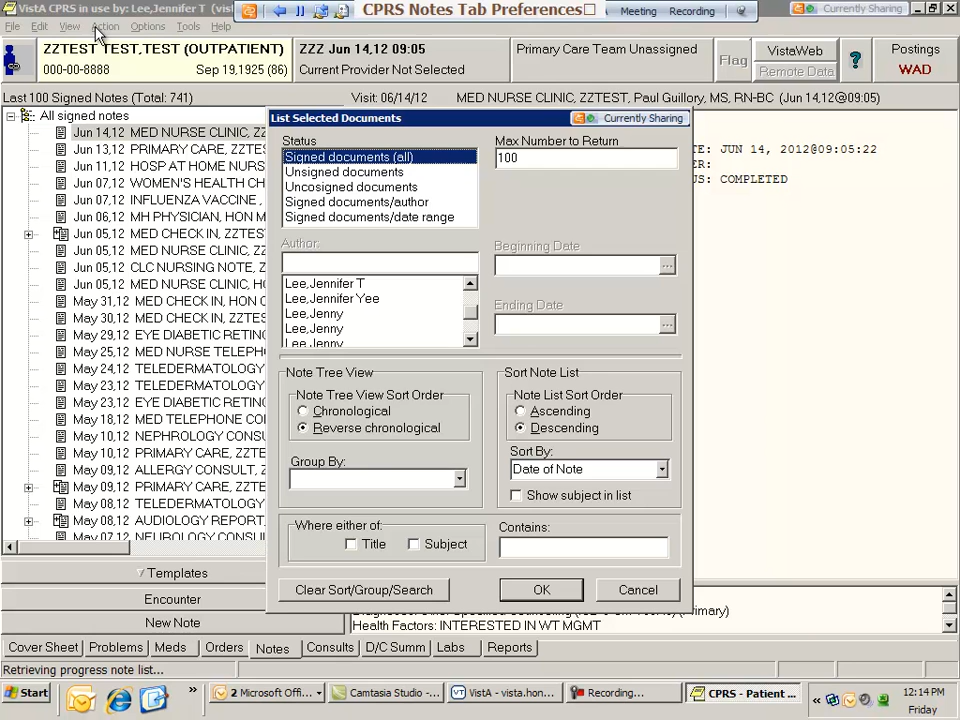 VistA CPRS in use by: Lee,Jennifer T (vist
CPRS Notes Tab Preferences
Meeting Recording
Currently Sharing
File Edit View Action Options Tools Help
ZZTEST TEST,TEST (OUTPATIENT)
000-00-8888 Sep 19,1925 (86)
ZZZ Jun 14,12 09:05
Current Provider Not Selected
Primary Care Team Unassigned
Flag
VistaWeb
Remote Data
?
Postings
WAD
Last 100 Signed Notes (Total: 741)
Visit: 06/14/12 MED NURSE CLINIC, ZZTEST, Paul Guillory, MS, RN-BC (Jun 14,12@09:05)
All signed notes
Jun 14,12 MED NURSE CLINIC, ZZTES
Jun 13,12 PRIMARY CARE, ZZTES
Jun 11,12 HOSP AT HOME NURS
Jun 07,12 WOMEN'S HEALTH CH
Jun 07,12 INFLUENZA VACCINE,
Jun 06,12 MH PHYSICIAN, HON M
Jun 05,12 MED CHECK IN, ZZTES
Jun 05,12 MED NURSE CLINIC, ZZ
Jun 05,12 CLC NURSING NOTE, Z
Jun 05,12 MED NURSE CLINIC, ZZ
May 31,12 MED CHECK IN, HON C
May 30,12 MED CHECK IN, ZZTES
May 29,12 EYE DIABETIC RETINO
May 25,12 MED NURSE TELEPH
May 24,12 TELEDERMATOLOGY
May 23,12 TELEDERMATOLOGY
May 23,12 EYE DIABETIC RETINO
May 18,12 MED TELEPHONE CO
May 10,12 NEPHROLOGY CONSU
May 10,12 PRIMARY CARE, ZZTES
May 09,12 ALLERGY CONSULT, Z
May 09,12 PRIMARY CARE, ZZTES
May 08,12 TELEDERMATOLOGY
May 08,12 AUDIOLOGY REPORT,
May 07,12 NEUROLOGY CONSUL
TE: JUN 14, 2012@09:05:22
ER:
US: COMPLETED
List Selected Documents
Currently Sharing
Status
Signed documents (all)
Unsigned documents
Uncosigned documents
Signed documents/author
Signed documents/date range
Max Number to Return
100
Author:
Lee,Jennifer T
Lee,Jennifer Yee
Lee,Jenny
Lee,Jenny
Lee,Jenny
Beginning Date
...
Ending Date
...
Note Tree View
Note Tree View Sort Order
Chronological
Reverse chronological
Group By:
Sort Note List
Note List Sort Order
Ascending
Descending
Sort By:
Date of Note
Show subject in list
Where either of:
Title Subject
Contains:
Clear Sort/Group/Search OK Cancel
Templates
Encounter
New Note
(Primary)
Health Factors: INTERESTED IN WT MGMT
Cover Sheet Problems Meds Orders Notes Consults D/C Summ Labs Reports
Retrieving progress note list...
Start
»
2 Microsoft Offi...
Camtasia Studio -...
VistA - vista.hon...
Recording...
CPRS - Patient ...
«
12:14 PM
Friday